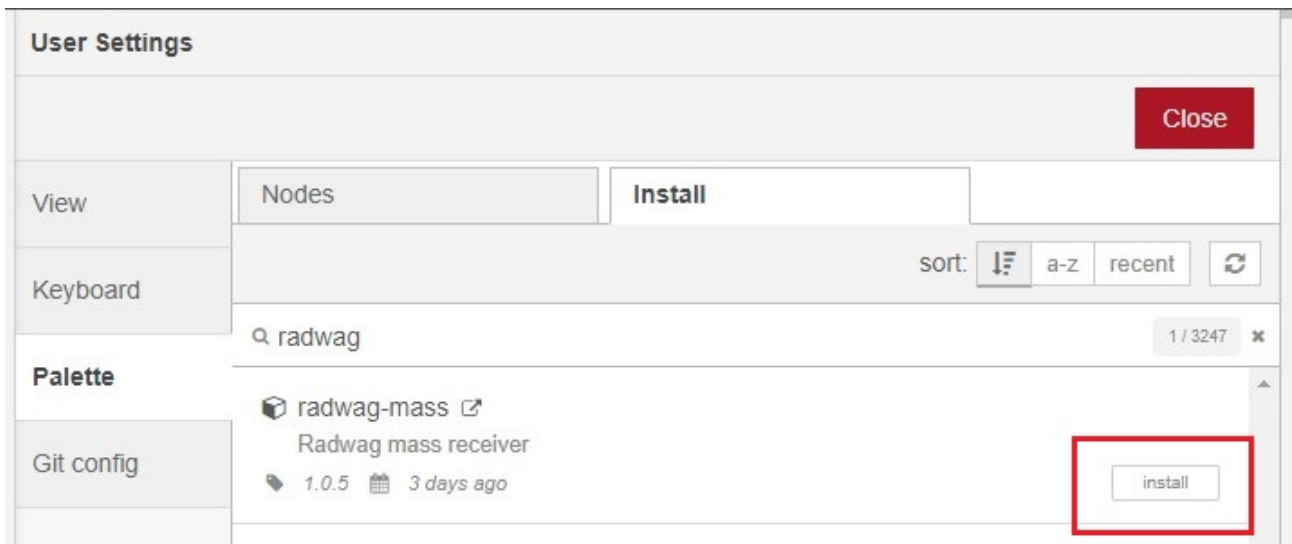 User Settings
Close
View
Nodes
Install
sort: a-z recent
Keyboard
radwag
1 / 3247
Palette
radwag-mass
Radwag mass receiver
Git config
1.0.5 3 days ago
install